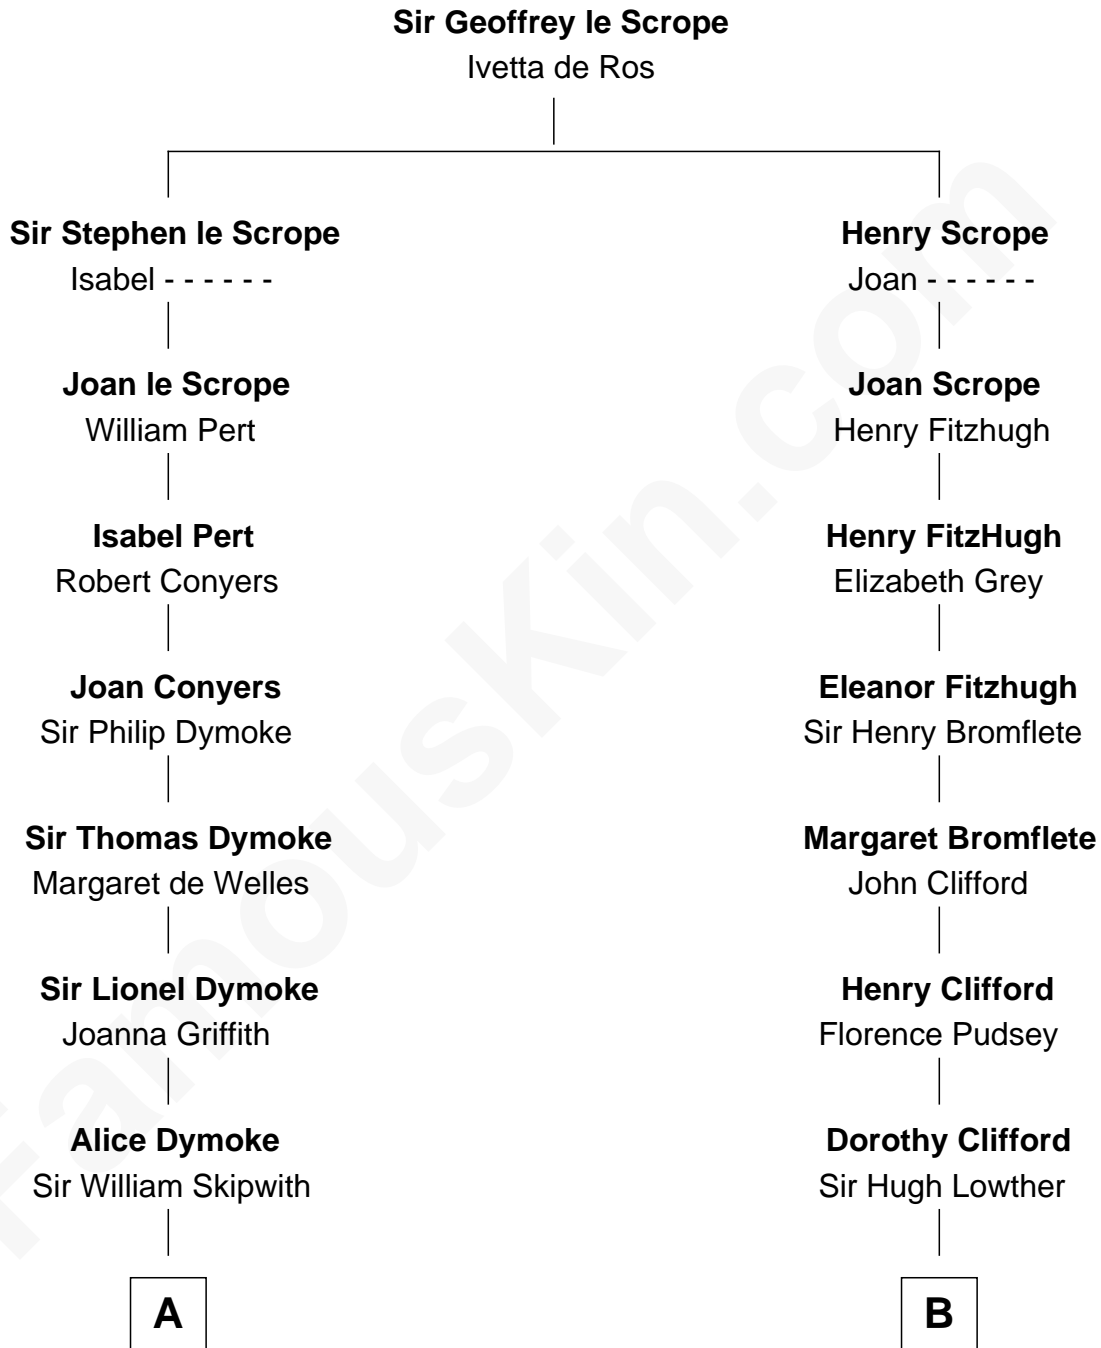 Sir Geoffrey le Scrope
Ivetta de Ros
Sir Stephen le Scrope
Isabel - - - - - -
Henry Scrope
Joan - - - - - -
Joan le Scrope
William Pert
Joan Scrope
Henry Fitzhugh
Isabel Pert
Robert Conyers
Henry FitzHugh
Elizabeth Grey
Joan Conyers
Sir Philip Dymoke
Eleanor Fitzhugh
Sir Henry Bromflete
Sir Thomas Dymoke
Margaret de Welles
Margaret Bromflete
John Clifford
Sir Lionel Dymoke
Joanna Griffith
Henry Clifford
Florence Pudsey
Alice Dymoke
Sir William Skipwith
Dorothy Clifford
Sir Hugh Lowther
A
B
FamousKin.com